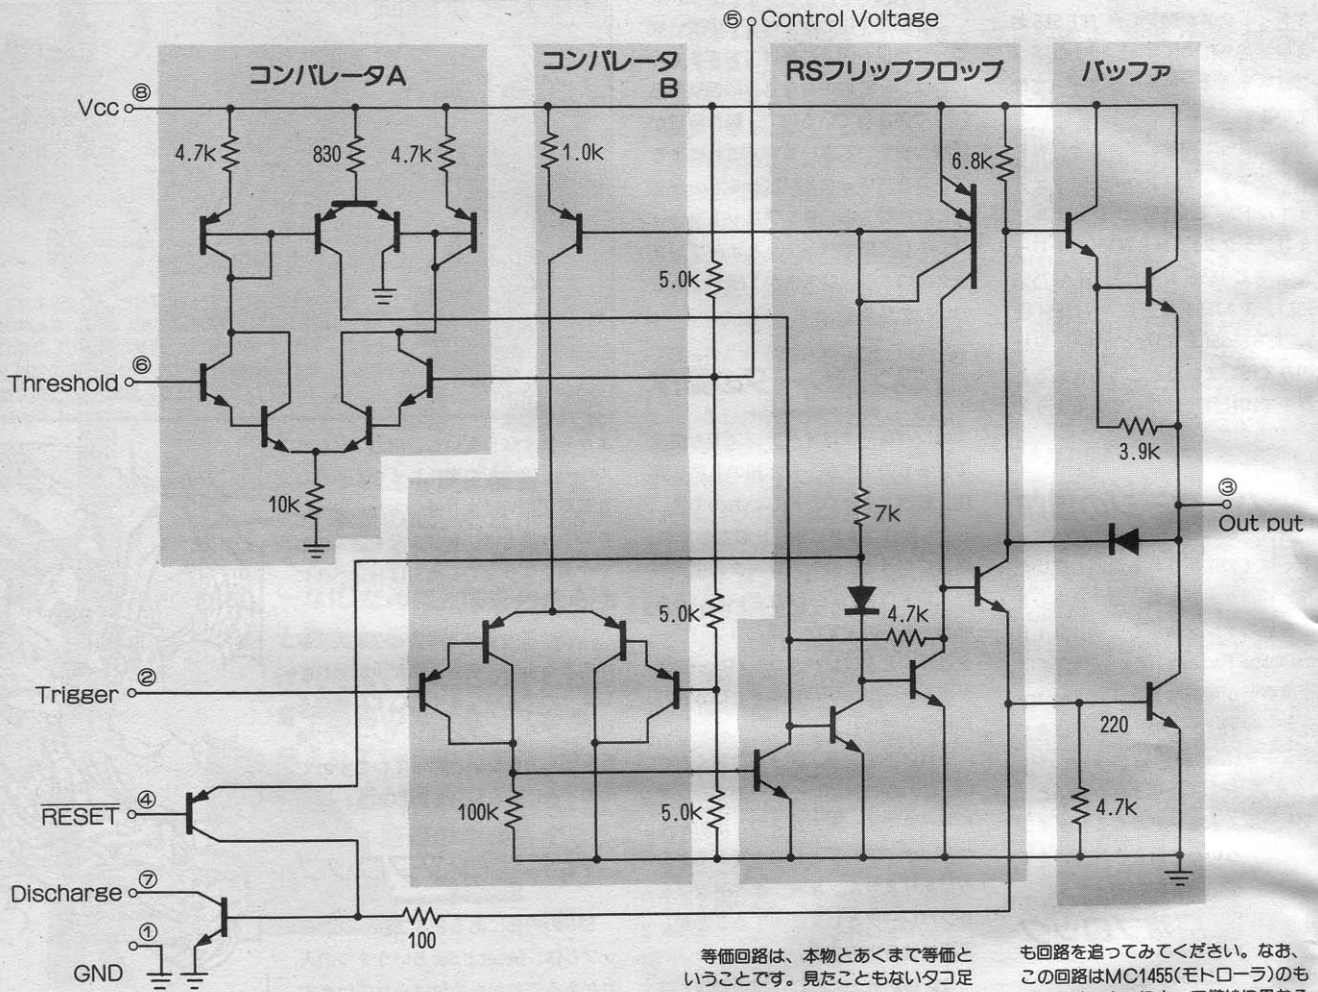 ⑤ Control Voltage
コンパレータA
コンパレータ
B
RSフリップフロップ
バッファ
Vcc ⑧
4.7k
830
4.7k
1.0k
6.8k
5.0k
⑥
Threshold
3.9k
10k
7k
③
Out put
5.0k
4.7k
②
Trigger
220
④
RESET
100k
5.0k
4.7k
Discharge ⑦
①
100
GND
等価回路は、本物とあくまで等価と
いうことです。見たこともないタコ足
も回路を追ってみてください。なお、
この回路はMC1455(モトローラ)のも